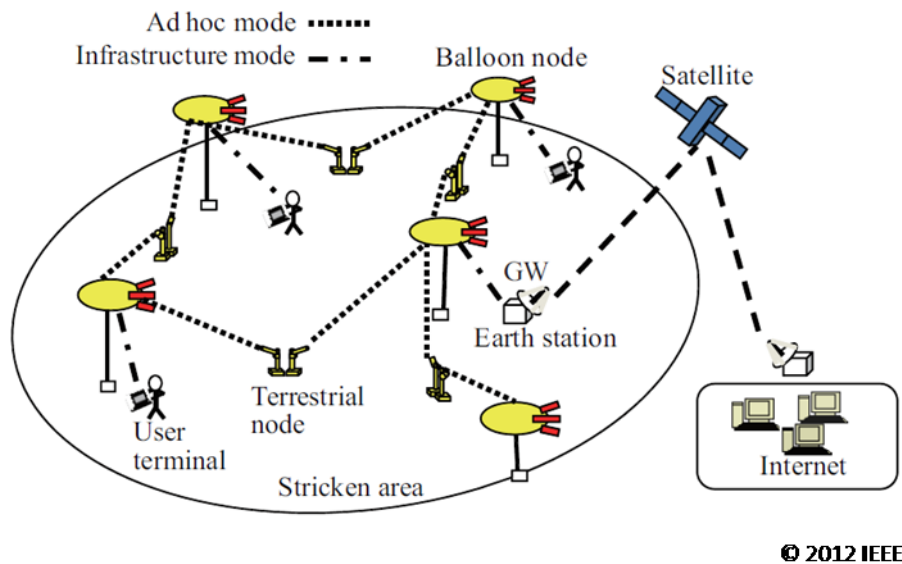 Ad hoc mode
Infrastructure mode
Balloon node
Satellite
GW
Earth station
Terrestrial
node
User
terminal
Stricken area
Internet
© 2012 IEEE